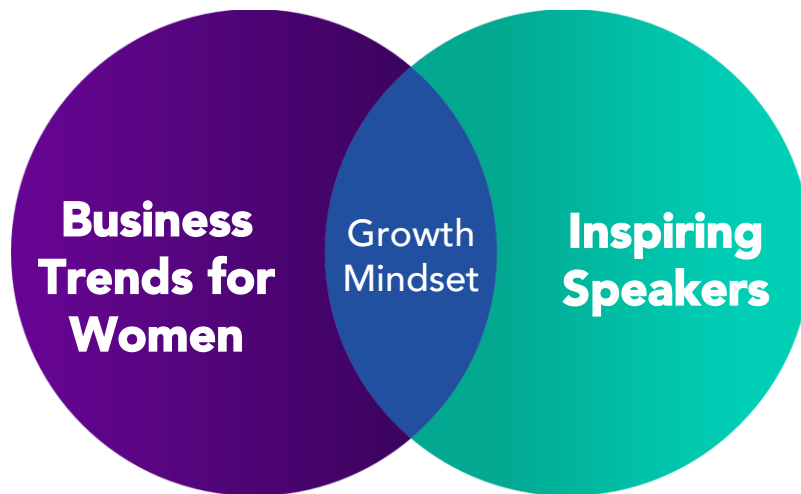 Business
Trends for
Women
Growth
Mindset
Inspiring
Speakers